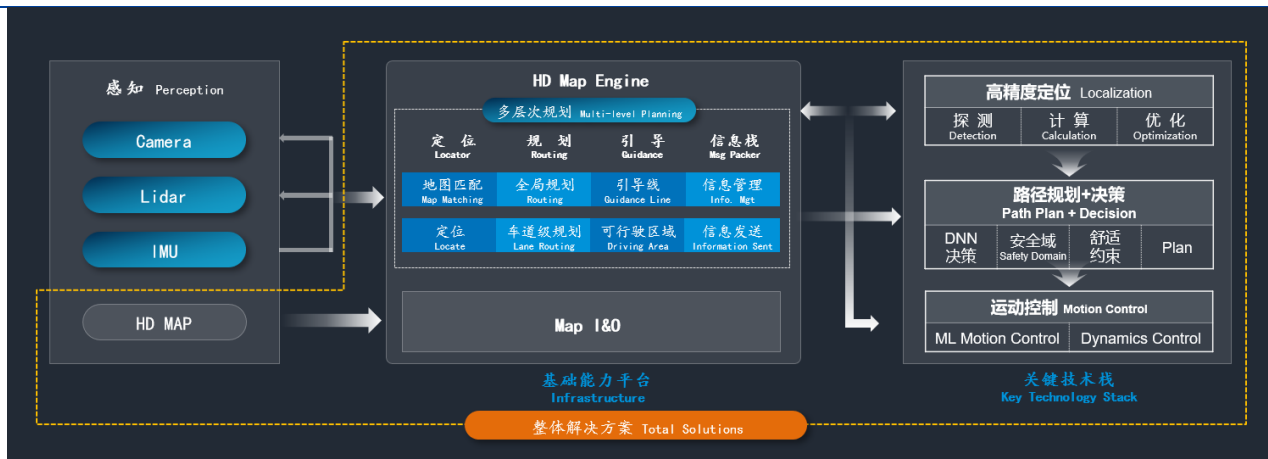 感知 Perception
Camera
Lidar
IMU
HD MAP
HD Map Engine
多层次规划 Multi-level Planning
定 位 规 划 引 导 信息栈
Locator Routing Guidance Msg Packer
地图匹配 全局规划 引导线 信息管理
Map Matching Routing Guidance Line Info. Mgt
定位 车道级规划 可行驶区域 信息发送
Locate Lane Routing Driving Area Information Sent
Map I&O
基础能力平台
Infrastructure
高精度定位 Localization
探 测 计 算 优 化
Detection Calculation Optimization
路径规划+决策
Path Plan + Decision
DNN 安全域 舒适 Plan
决策 Safety Domain 约束
运动控制 Motion Control
ML Motion Control Dynamics Control
关键技术栈
Key Technology Stack
整体解决方案 Total Solutions